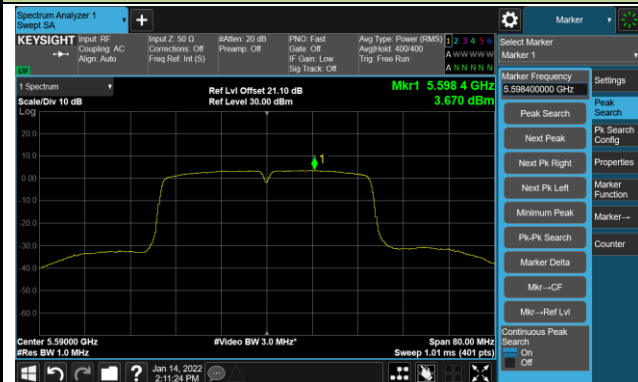 Spectrum Analyzer 1
Swept SA
Marker
KEYSIGHT
Input: RF
Coupling: AC
Align: Auto
Input Z: 50 Ω
Corrections: Off
Freq Ref: Int (S)
#Atten: 20 dB
Preamp: Off
PNO: Fast
Gate: Off
IF Gain: Low
Sig Track: Off
Avg Type: Power (RMS)
Avg|Hold: 400/400
Trig: Free Run
1 2 3 4 5 6
A W W W W W
A N N N N N
Select Marker
Marker 1
1 Spectrum
Scale/Div 10 dB
Log
Ref Lvl Offset 21.10 dB
Ref Level 30.00 dBm
Mkr1 5.598 4 GHz
3.670 dBm
20.0
10.0
0.00
-10.0
-20.0
-30.0
-40.0
-50.0
-60.0
1
Center 5.59000 GHz
#Res BW 1.0 MHz
#Video BW 3.0 MHz*
Span 80.00 MHz
Sweep 1.01 ms (401 pts)
Marker Frequency
5.598400000 GHz
Peak Search
Next Peak
Next Pk Right
Next Pk Left
Minimum Peak
Pk-Pk Search
Marker Delta
Mkr→CF
Mkr→Ref Lvl
Continuous Peak
Search
On
Off
Settings
Peak
Search
Pk Search
Config
Properties
Marker
Function
Marker→
Counter
?
Jan 14, 2022
2:11:24 PM